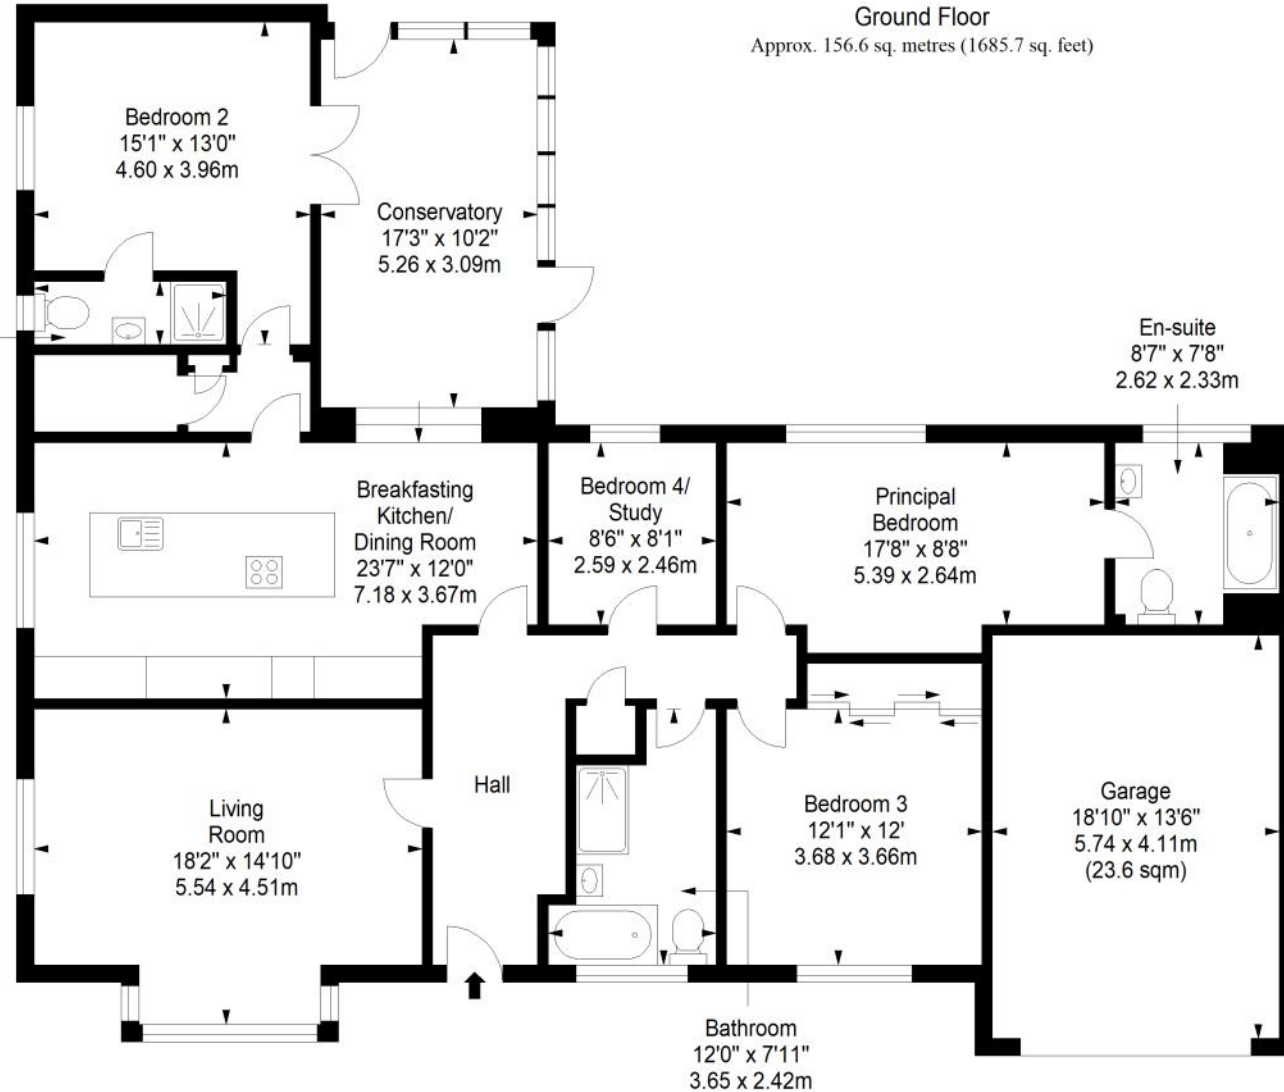 Ground Floor
Approx. 156.6 sq. metres (1685.7 sq. feet)
Bedroom 2
15'1" x 13'0"
4.60 x 3.96m
Conservatory
17'3" x 10'2"
5.26 x 3.09m
En-suite
8'7" x 7'8"
2.62 x 2.33m
Breakfasting
Kitchen/
Dining Room
23'7" x 12'0"
7.18 x 3.67m
Bedroom 4/
Study
8'6" x 8'1"
2.59 x 2.46m
Principal
Bedroom
17'8" x 8'8"
5.39 x 2.64m
Living
Room
18'2" x 14'10"
5.54 x 4.51m
Hall
Bedroom 3
12'1" x 12'
3.68 x 3.66m
Garage
18'10" x 13'6"
5.74 x 4.11m
(23.6 sqm)
Bathroom
12'0" x 7'11"
3.65 x 2.42m